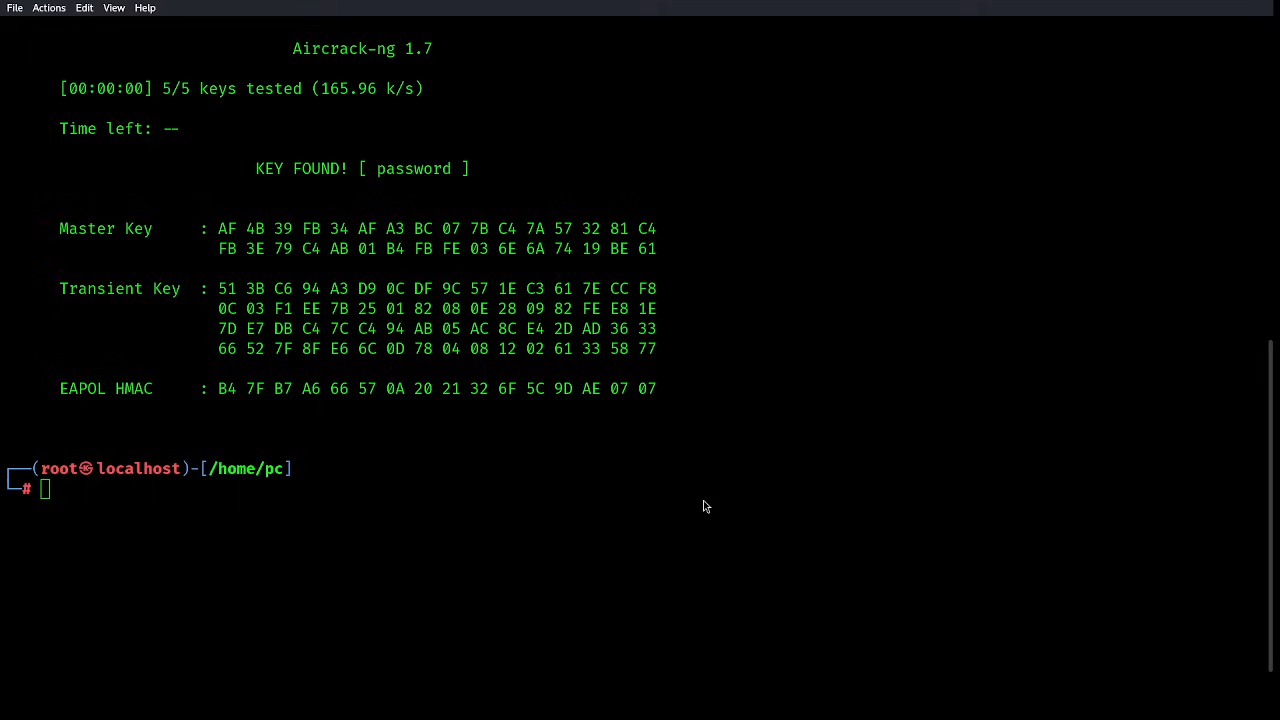 File Actions Edit View Help
Aircrack-ng 1.7
[00:00:00] 5/5 keys tested (165.96 k/s)
Time left: --
KEY FOUND! [ password ]
Master Key : AF 4B 39 FB 34 AF A3 BC 07 7B C4 7A 57 32 81 C4
FB 3E 79 C4 AB 01 B4 FB FE 03 6E 6A 74 19 BE 61
Transient Key : 51 3B C6 94 A3 D9 0C DF 9C 57 1E C3 61 7E CC F8
0C 03 F1 EE 7B 25 01 82 08 0E 28 09 82 FE E8 1E
7D E7 DB C4 7C C4 94 AB 05 AC 8C E4 2D AD 36 33
66 52 7F 8F E6 6C 0D 78 04 08 12 02 61 33 58 77
EAPOL HMAC : B4 7F B7 A6 66 57 0A 20 21 32 6F 5C 9D AE 07 07
┌──(root㉿localhost)-[/home/pc]
└─#